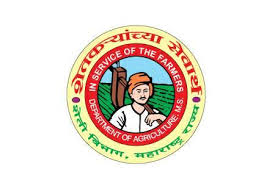 शेतकऱ्यांच्या सेवार्थ
IN SERVICE OF THE FARMERS
DEPARTMENT OF AGRICULTURE, M.S.
शेती विभाग, महाराष्ट्र राज्य